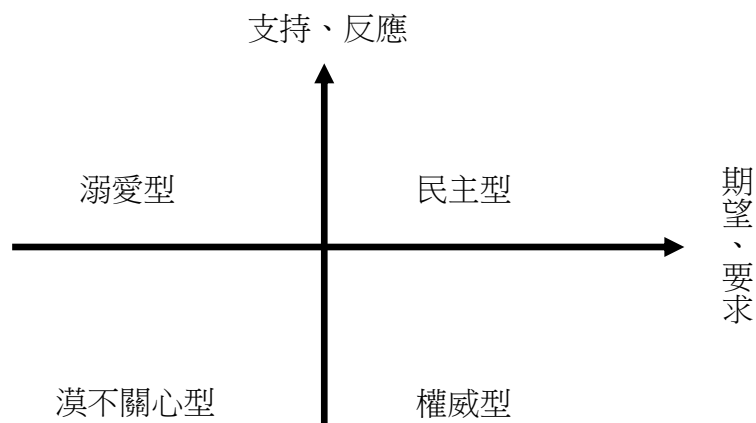 支持、反應
溺愛型
民主型
期望、要求
漠不關心型
權威型